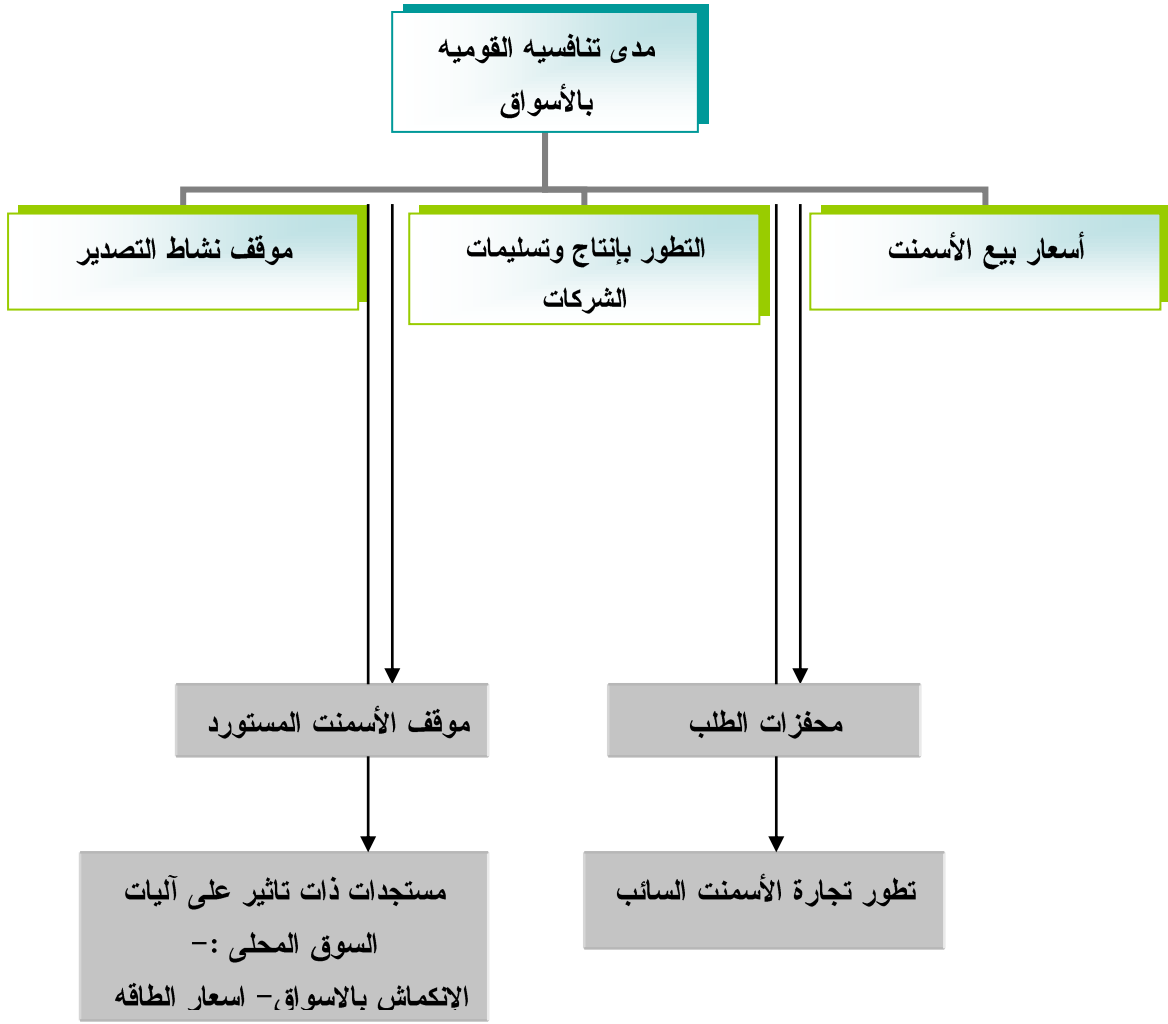 مدى تنافسيه القوميه
بالأسواق
أسعار بيع الأسمنت
التطور بإنتاج وتسليمات
الشركات
موقف نشاط التصدير
محفزات الطلب
موقف الأسمنت المستورد
تطور تجارة الأسمنت السائب
مستجدات ذات تاثير على آليات
السوق المحلى :-
الإنكماش بالاسواق- اسعار الطاقه